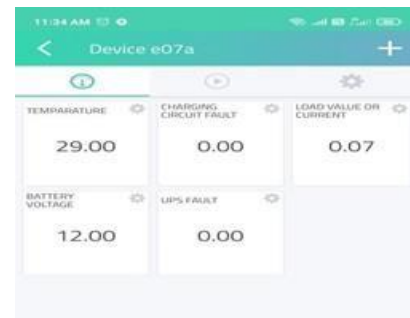 11:34 AM
Device e07a
TEMPARATURE
CHARGING
CIRCUIT FAULT
LOAD VALUE OR
CURRENT
29.00
0.00
0.07
BATTERY
VOLTAGE
UPS FAULT
12.00
0.00